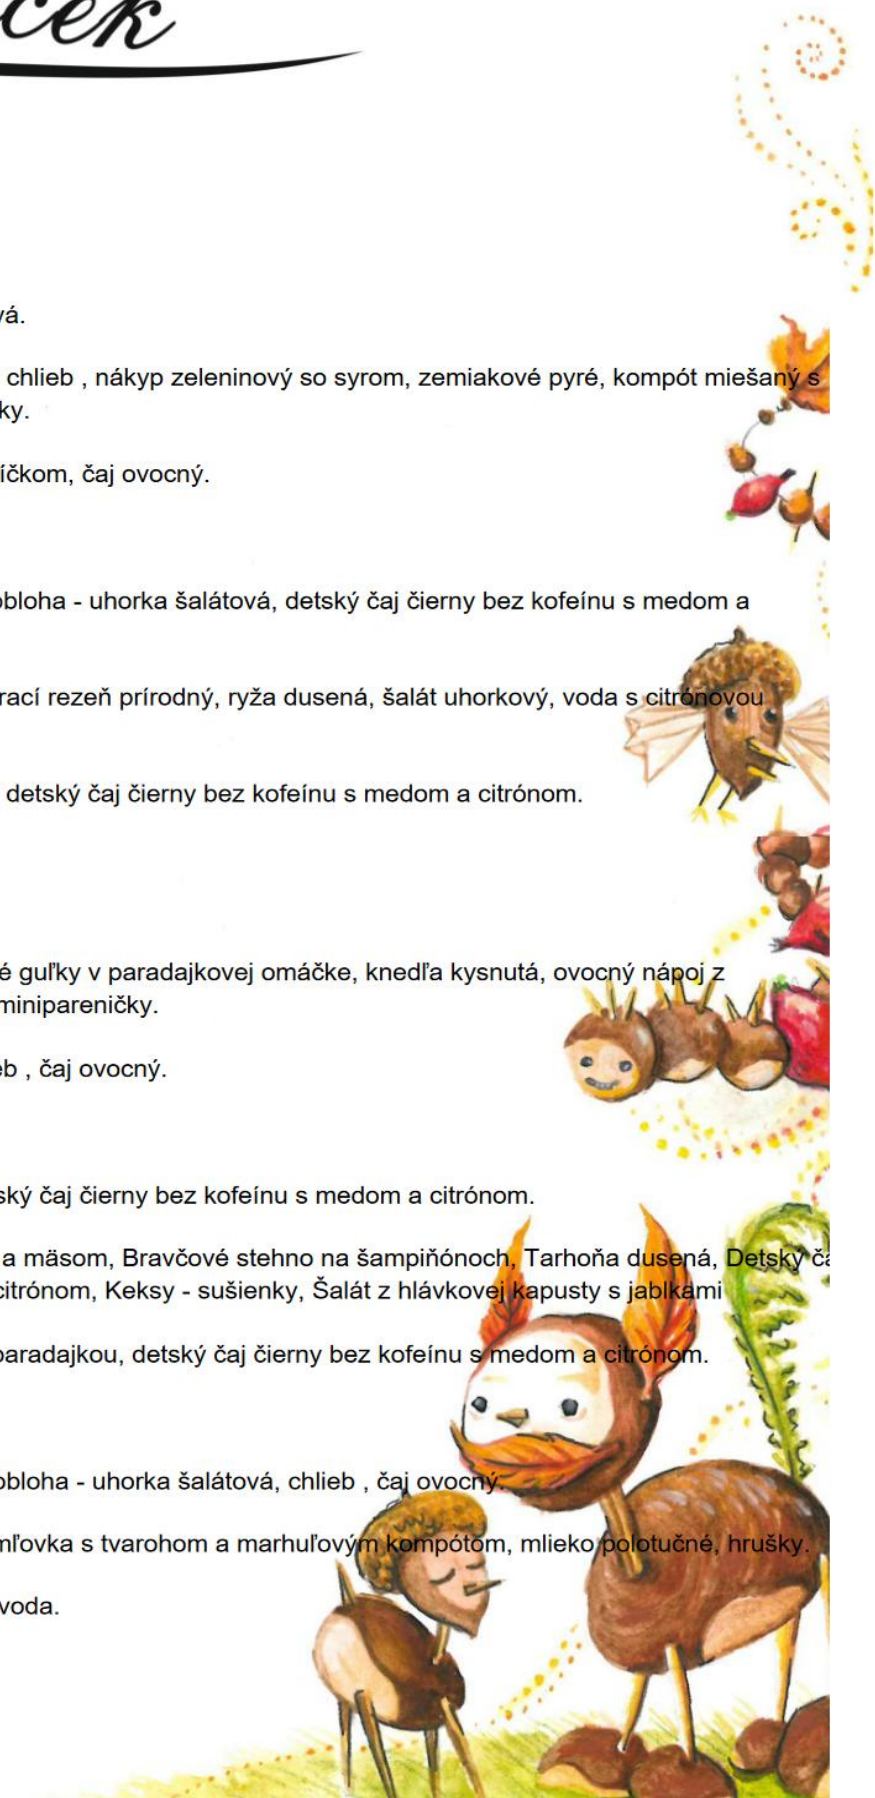 ček
vá.
chlieb , nákyp zeleninový so syrom, zemiakové pyré, kompót miešaný s
ky.
íčkom, čaj ovocný.
obloha - uhorka šalátová, detský čaj čierny bez kofeínu s medom a
rací rezeň prírodný, ryža dusená, šalát uhorkový, voda s citrónovou
detský čaj čierny bez kofeínu s medom a citrónom.
é guľky v paradajkovej omáčke, knedľa kysnutá, ovocný nápoj z
minipareničky.
eb , čaj ovocný.
ský čaj čierny bez kofeínu s medom a citrónom.
a mäsom, Bravčové stehno na šampiňónoch, Tarhoňa dusená, Detský ča
citrónom, Keksy - sušienky, Šalát z hlávkovej kapusty s jablkami
paradajkou, detský čaj čierny bez kofeínu s medom a citrónom.
obloha - uhorka šalátová, chlieb , čaj ovocný.
mľovka s tvarohom a marhuľovým kompótom, mlieko polotučné, hrušky.
voda.